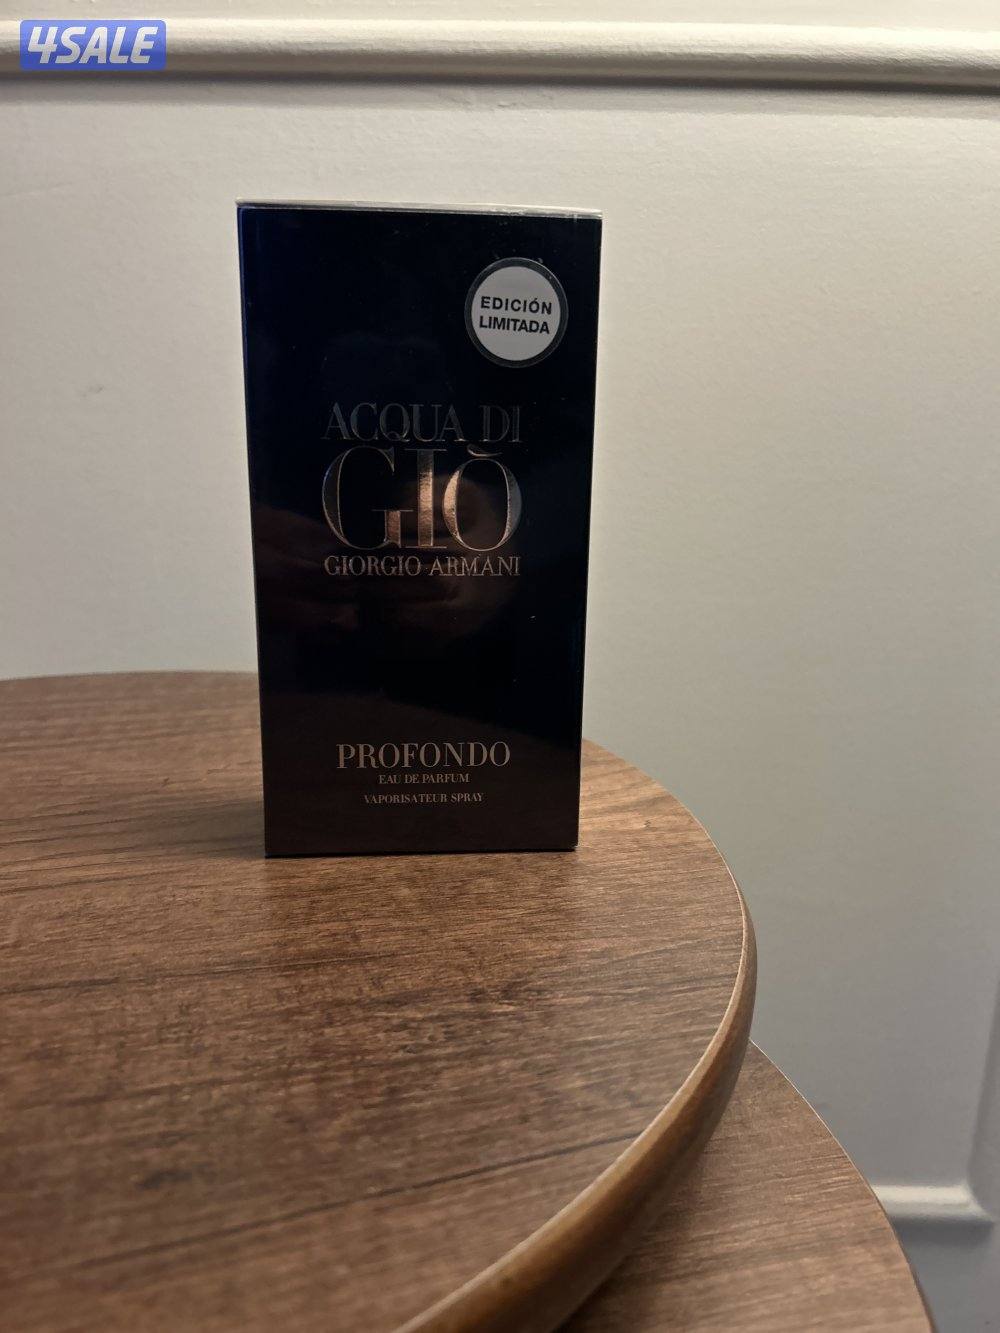 4SALE
EDICIÓN
LIMITADA
ACQUA DI
GIÒ
GIORGIO ARMANI
PROFONDO
EAU DE PARFUM
VAPORISATEUR SPRAY